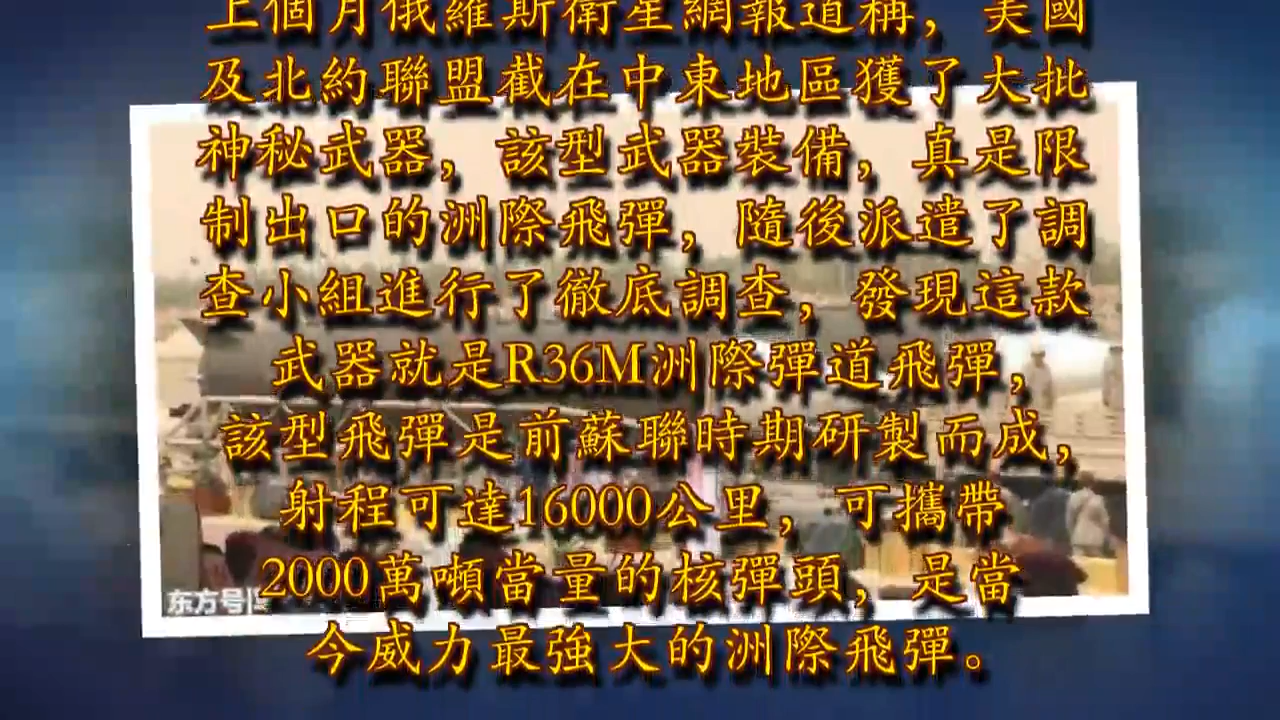 上個月俄羅斯衛星網報道稱，美國
及北約聯盟截在中東地區獲了大批
神秘武器，該型武器裝備，真是限
制出口的洲際飛彈，隨後派遣了調
查小組進行了徹底調查，發現這款
武器就是R36M洲際彈道飛彈，
該型飛彈是前蘇聯時期研製而成，
射程可達16000公里，可攜帶
2000萬噸當量的核彈頭，是當
今威力最強大的洲際飛彈。
东方号